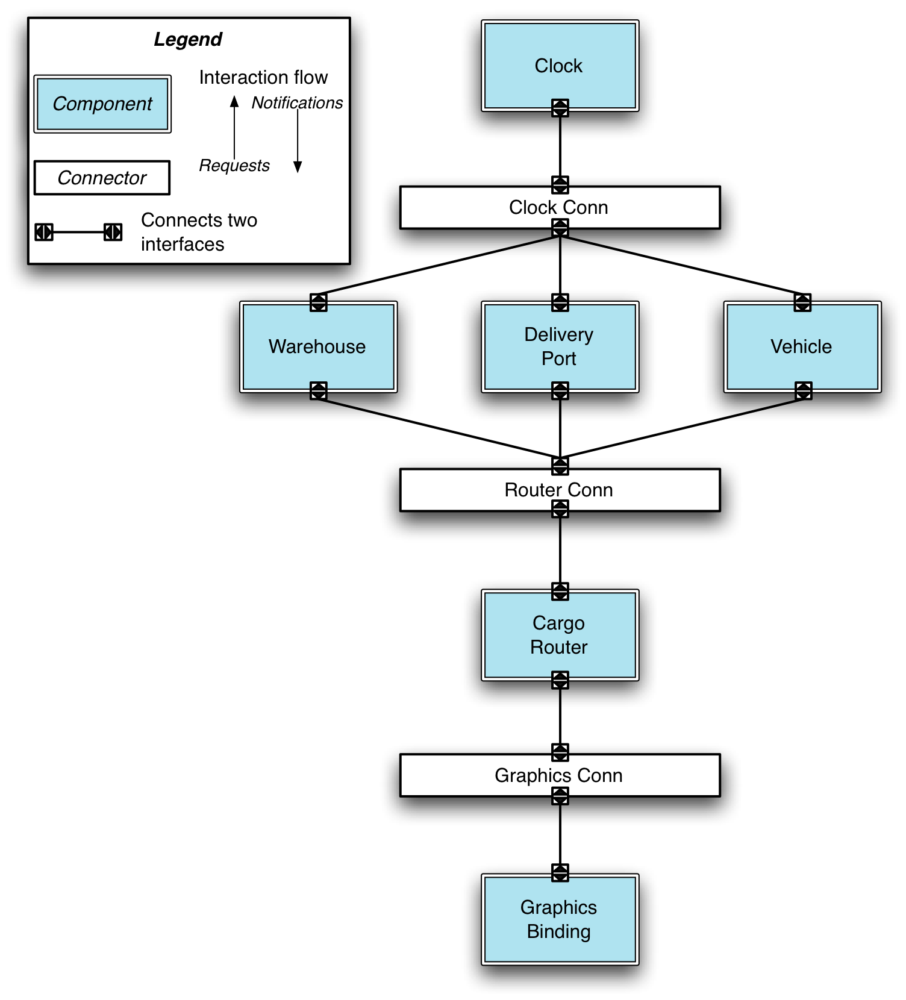 Legend
Component
Interaction flow
Notifications
Requests
Connector
Connects two
interfaces
Clock
Clock Conn
Warehouse
Delivery
Port
Vehicle
Router Conn
Cargo
Router
Graphics Conn
Graphics
Binding